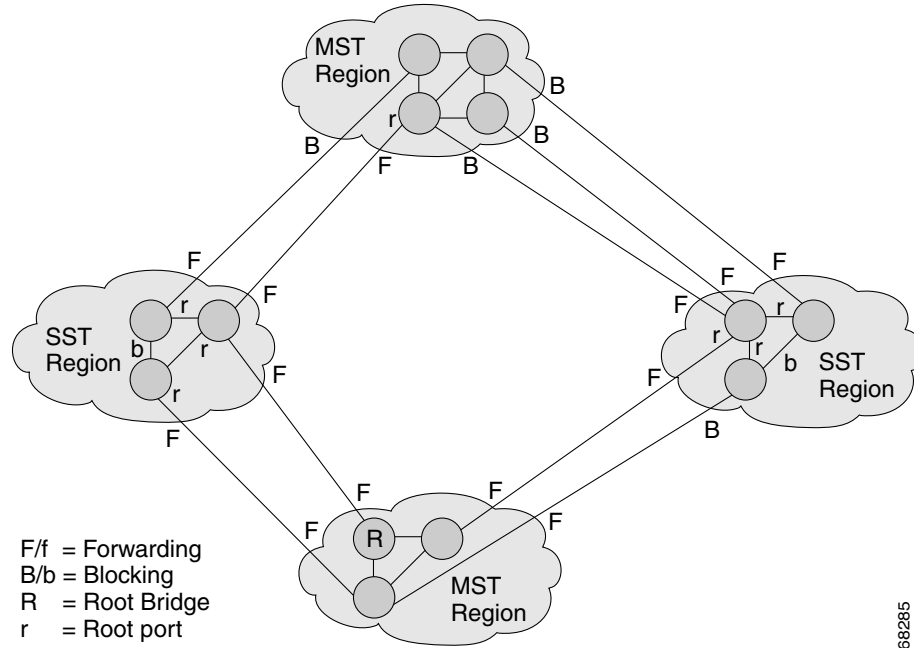 MST
Region
B
r
B
B
F
B
F
F
F
F
F
r
r
SST
Region
b
r
r
F
F
r
r
b
SST
Region
F
F
B
F
F
F
F
R
MST
Region
F/f = Forwarding
B/b = Blocking
R = Root Bridge
r = Root port
68285